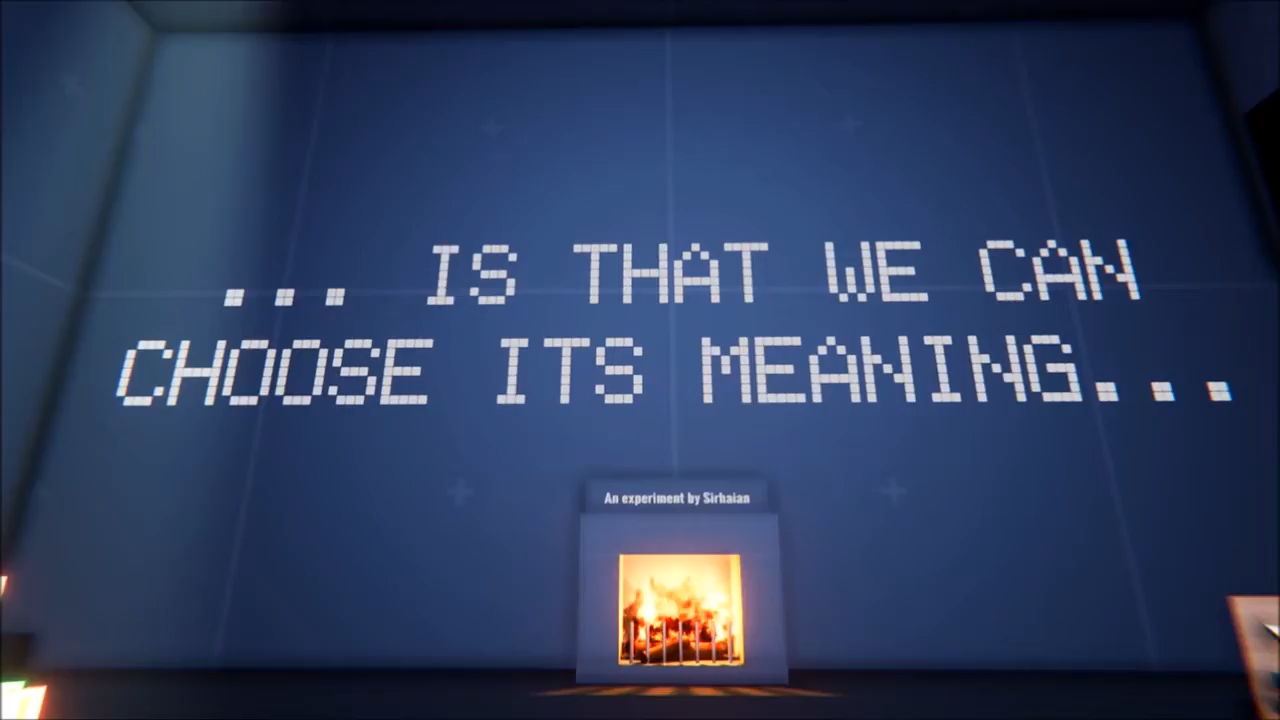 ... IS THAT WE CAN
CHOOSE ITS MEANING...
An experiment by Sirhaian